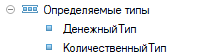 Определяемые типы
ДенежныйТип
КоличественныйТип